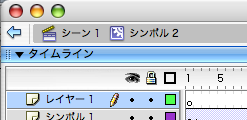 シーン 1 シンボル 2
タイムライン
1 5
レイヤー 1
シンボル 1